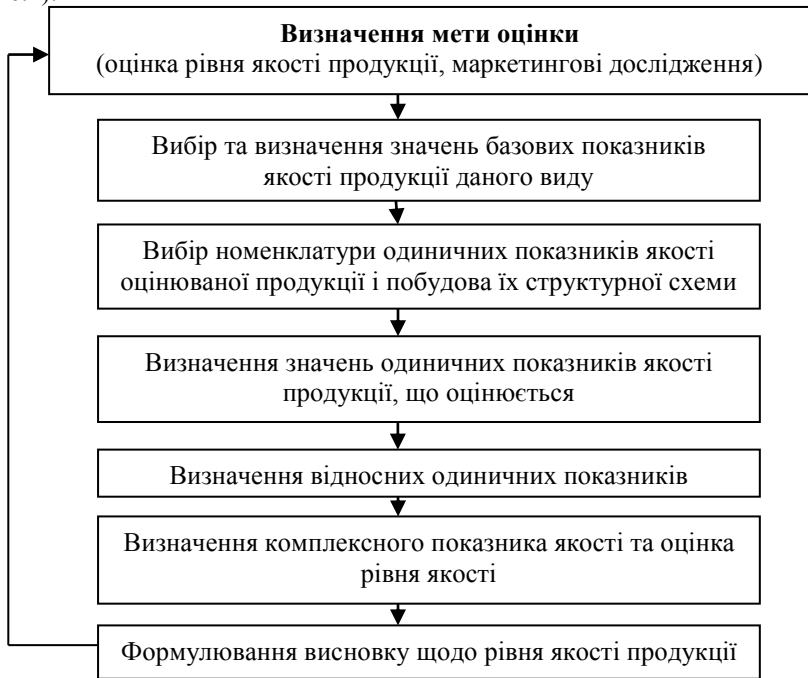 Визначення мети оцінки
(оцінка рівня якості продукції, маркетингові дослідження)
Вибір та визначення значень базових показників
якості продукції даного виду
Вибір номенклатури одиничних показників якості
оцінюваної продукції і побудова їх структурної схеми
Визначення значень одиничних показників якості
продукції, що оцінюється
Визначення відносних одиничних показників
Визначення комплексного показника якості та оцінка
рівня якості
Формулювання висновку щодо рівня якості продукції